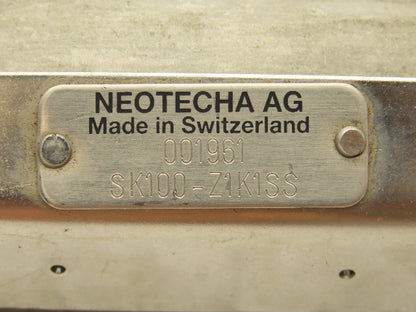 NEOTECHA AG
Made in Switzerland
001961
SK100-Z1K1SS